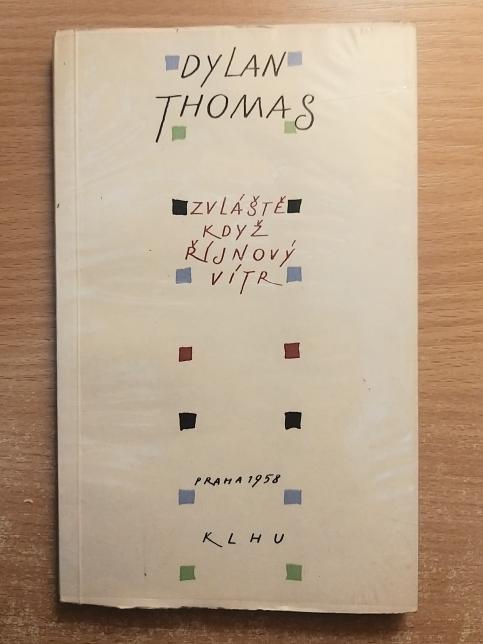 DYLAN
THOMAS
ZVLÁŠTĚ
KDYŽ
ŘÍJNOVÝ
VÍTR
PRAHA 1958
KLHU